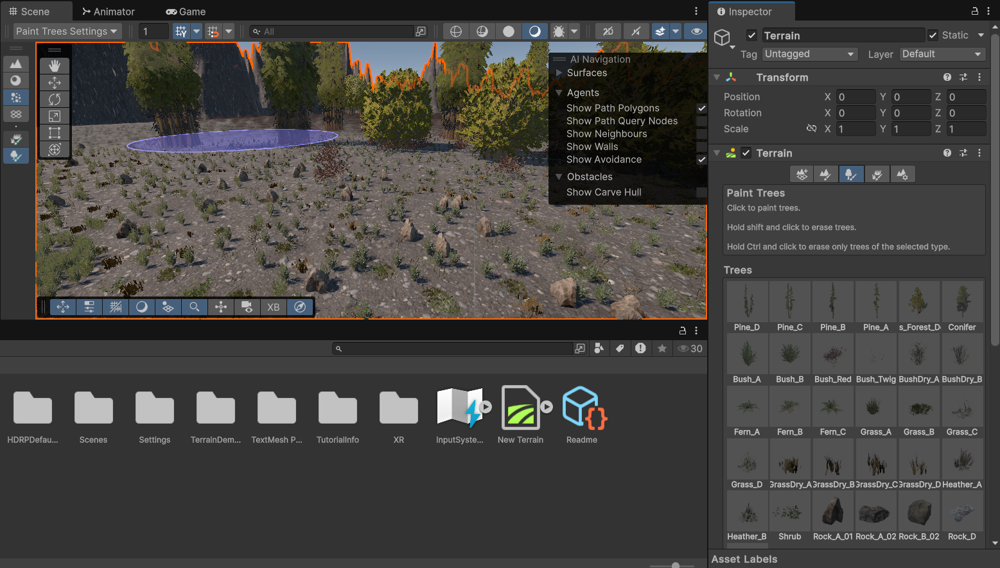 Scene
Animator
Game
Paint Trees Settings
1
All
2D
AI Navigation
Surfaces
Agents
Show Path Polygons
Show Path Query Nodes
Show Neighbours
Show Walls
Show Avoidance
Obstacles
Show Carve Hull
XB
30
HDRPDefau...
Scenes
Settings
TerrainDem...
TextMesh P...
TutorialInfo
XR
InputSyste...
New Terrain
Readme
Inspector
Terrain
Static
Tag Untagged Layer Default
Transform
Position X 0 Y 0 Z 0
Rotation X 0 Y 0 Z 0
Scale X 1 Y 1 Z 1
Terrain
Paint Trees
Click to paint trees.
Hold shift and click to erase trees.
Hold Ctrl and click to erase only trees of the selected type.
Trees
Pine_D Pine_C Pine_B Pine_A s_Forest_De Conifer
Bush_A Bush_B Bush_Red Bush_Twig BushDry_A BushDry_B
Fern_A Fern_B Fern_C Grass_A Grass_B Grass_C
Grass_D GrassDry_A GrassDry_B GrassDry_C GrassDry_D Heather_A
Heather_B Shrub Rock_A_01 Rock_A_02 Rock_B_02 Rock_D
Asset Labels